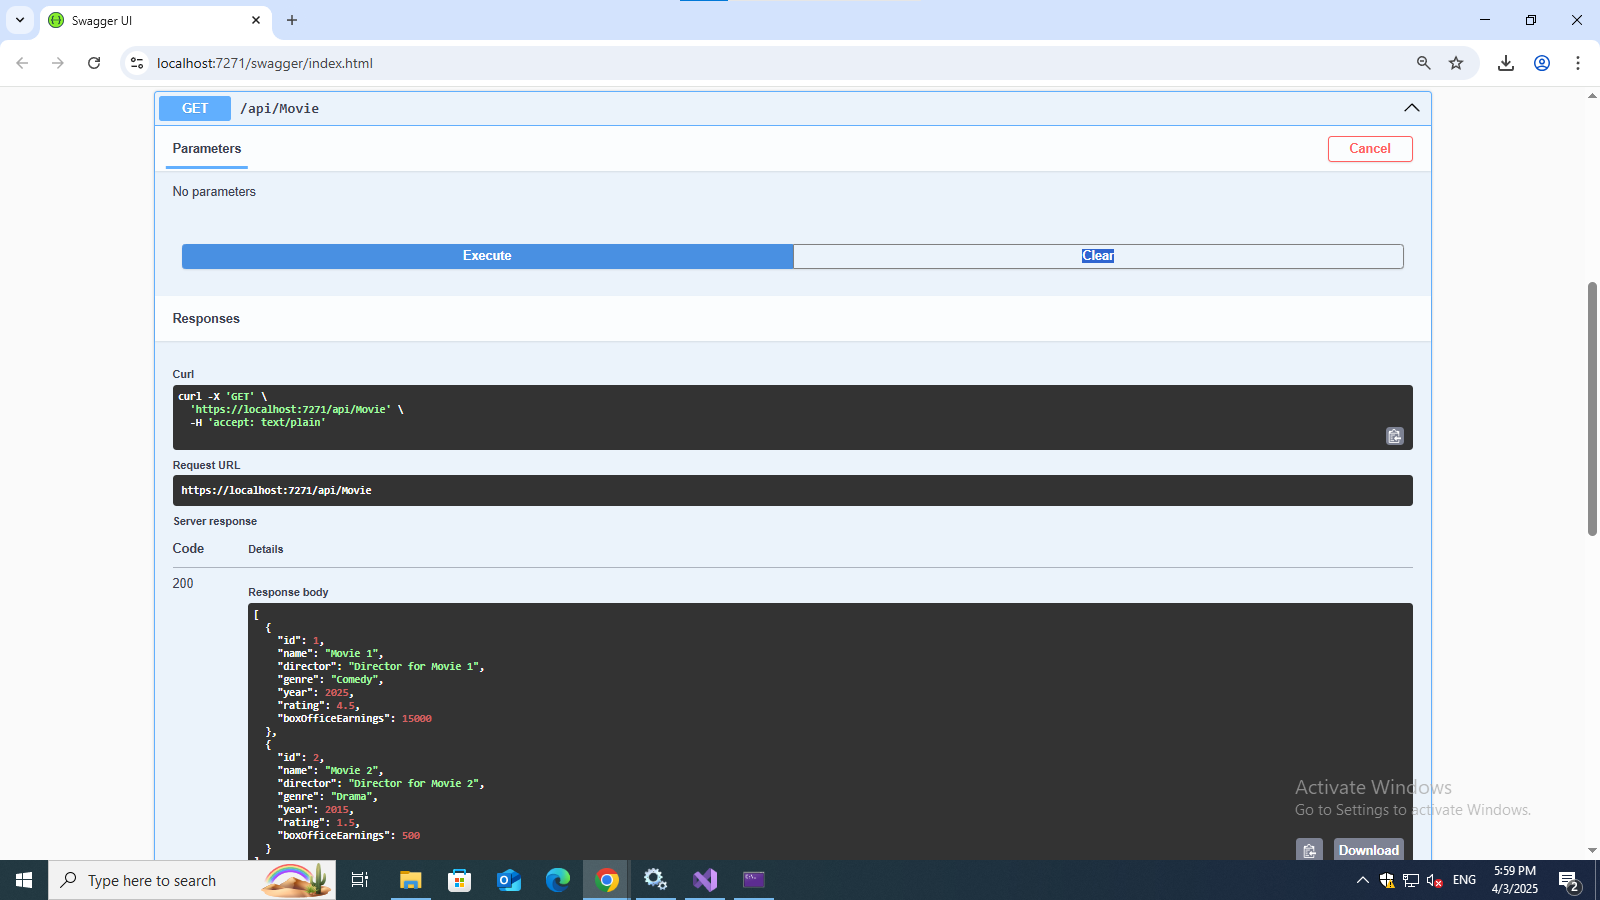 Swagger UI
localhost:7271/swagger/index.html
GET /api/Movie
Parameters
Cancel
No parameters
Execute
Clear
Responses
Curl
curl -X 'GET' \
'https://localhost:7271/api/Movie' \
-H 'accept: text/plain'
Request URL
https://localhost:7271/api/Movie
Server response
Code Details
200
Response body
[
{
"id": 1,
"name": "Movie 1",
"director": "Director for Movie 1",
"genre": "Comedy",
"year": 2025,
"rating": 4.5,
"boxOfficeEarnings": 15000
},
{
"id": 2,
"name": "Movie 2",
"director": "Director for Movie 2",
"genre": "Drama",
"year": 2015,
"rating": 1.5,
"boxOfficeEarnings": 500
}
Activate Windows
Go to Settings to activate Windows.
Download
Type here to search
ENG
5:59 PM
4/3/2025
2